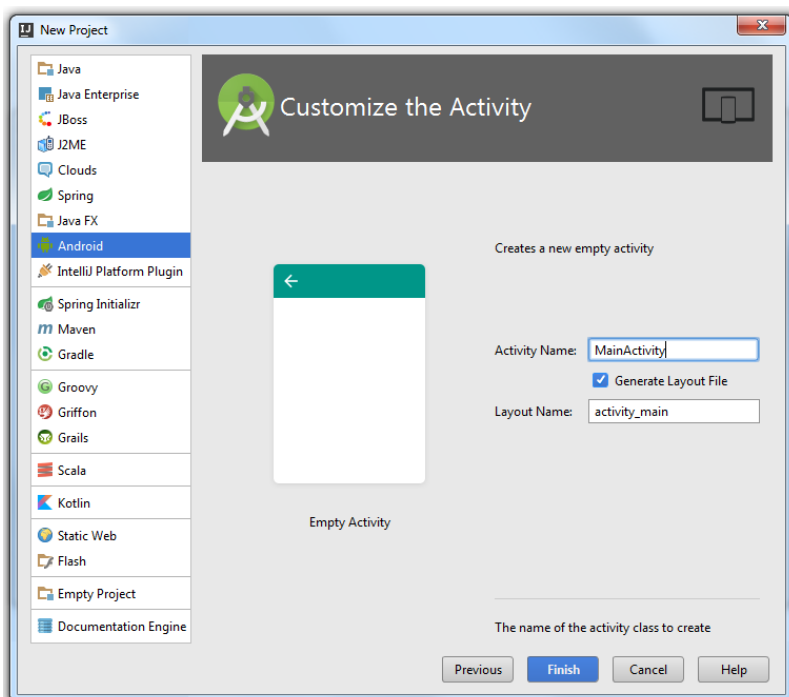 New Project
Java
Java Enterprise
JBoss
J2ME
Clouds
Spring
Java FX
Android
IntelliJ Platform Plugin
Spring Initializr
Maven
Gradle
Groovy
Griffon
Grails
Scala
Kotlin
Static Web
Flash
Empty Project
Documentation Engine
Customize the Activity
Creates a new empty activity
Activity Name: MainActivity
Generate Layout File
Layout Name: activity_main
Empty Activity
The name of the activity class to create
Previous Finish Cancel Help